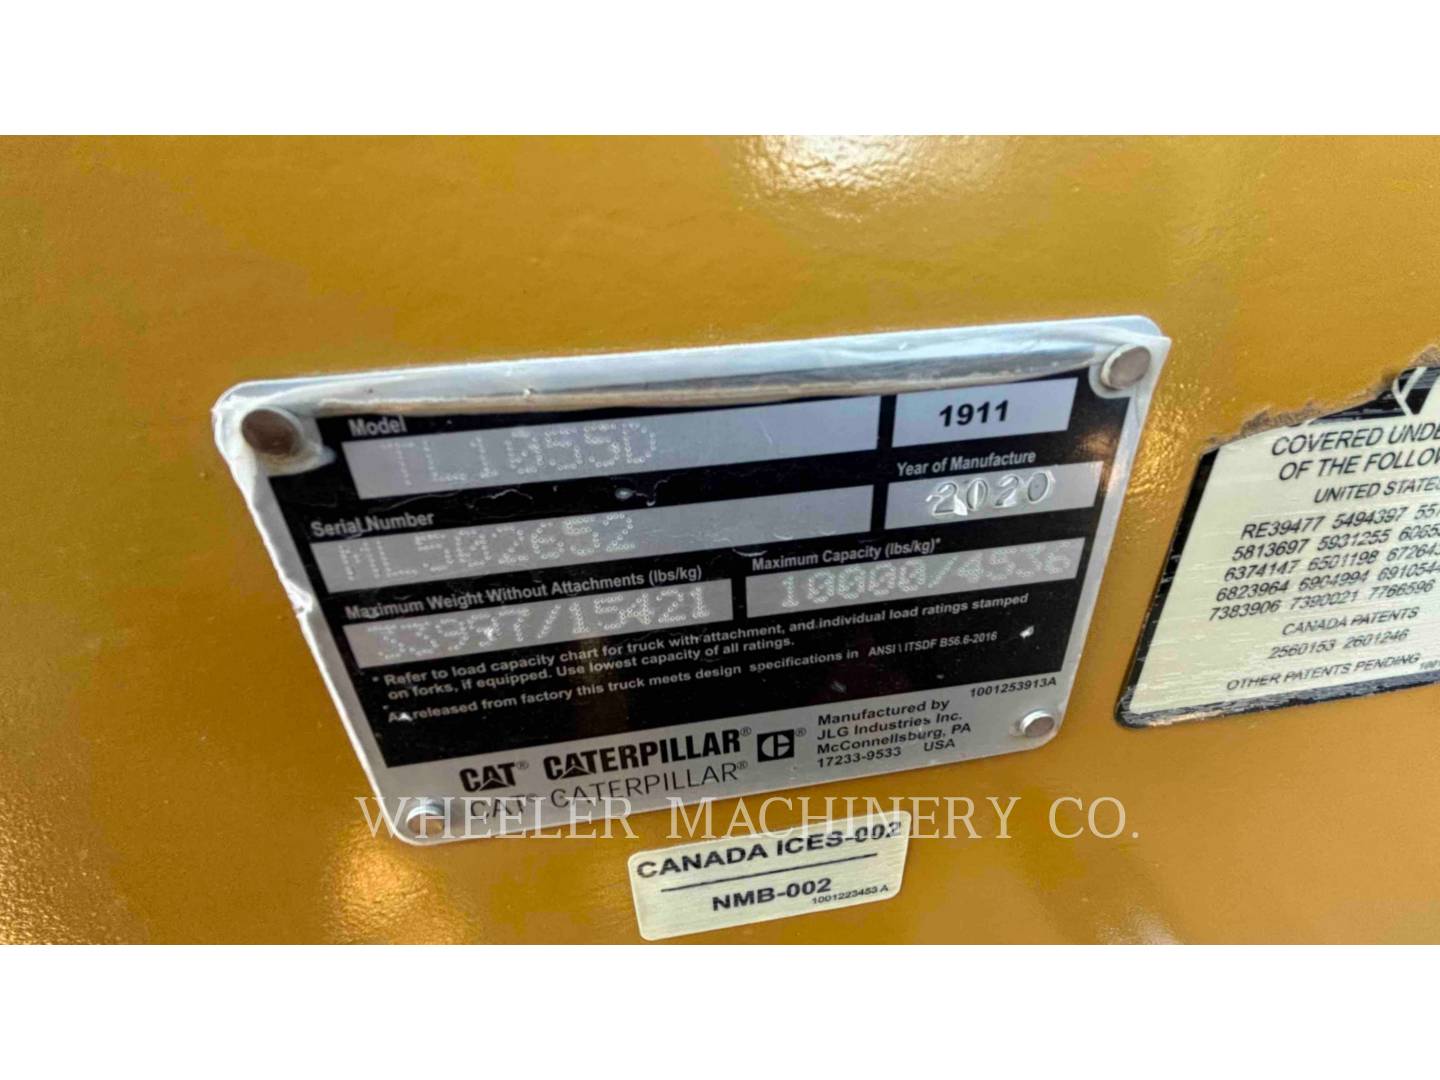 Model
TL1055D
1911
Serial Number
Year of Manufacture
2020
Maximum Weight Without Attachments (lbs/kg)
Maximum Capacity (lbs/kg)*
10000/4536
* Refer to load capacity chart for truck with attachment, and individual load ratings stamped
on forks, if equipped. Use lowest capacity of all ratings.
* As released from factory this truck meets design specifications in ANSI \ ITSDF B56.6-2016
1001253913A
CAT® CATERPILLAR® C®
CAT® CATERPILLAR®
Manufactured by
JLG Industries Inc.
McConnellsburg, PA
17233-9533 USA
WHEELER MACHINERY CO.
CANADA ICES-002
NMB-002
1001223453 A
COVERED UNDE
OF THE FOLLOW
UNITED STATES
RE39477 5494397 551
5813697 5931255 6065
6374147 6501198 672643
6823964 6904994 6910544
7383906 7390021 7766596
CANADA PATENTS
2560153 2601246
OTHER PATENTS PENDING
1001